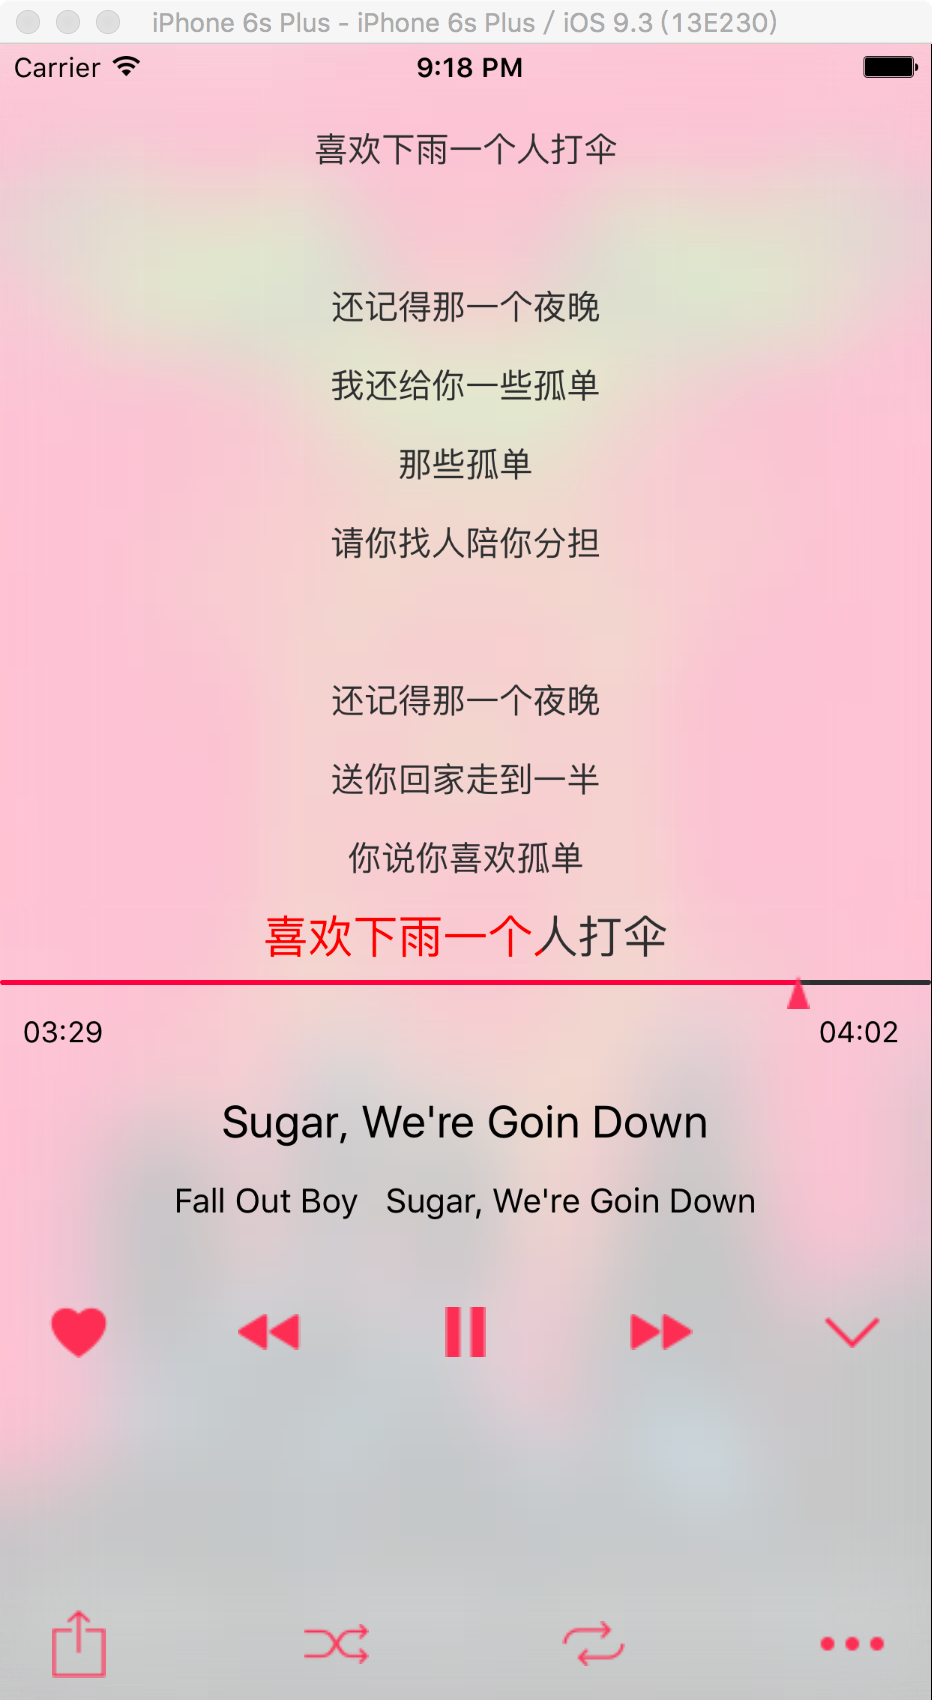 iPhone 6s Plus - iPhone 6s Plus / iOS 9.3 (13E230)
Carrier 9:18 PM
喜欢下雨一个人打伞
还记得那一个夜晚
我还给你一些孤单
那些孤单
请你找人陪你分担
还记得那一个夜晚
送你回家走到一半
你说你喜欢孤单
喜欢下雨一个人打伞
03:29 04:02
Sugar, We're Goin Down
Fall Out Boy Sugar, We're Goin Down